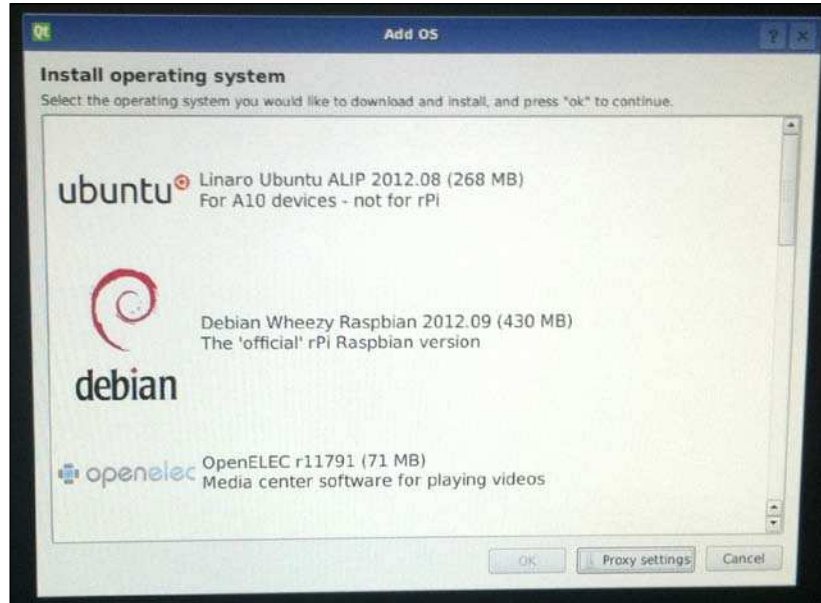 Qt
Add OS
? ×
Install operating system
Select the operating system you would like to download and install, and press "ok" to continue.
ubuntu
Linaro Ubuntu ALIP 2012.08 (268 MB)
For A10 devices - not for rPi
debian
Debian Wheezy Raspbian 2012.09 (430 MB)
The 'official' rPi Raspbian version
openelec
OpenELEC r11791 (71 MB)
Media center software for playing videos
OK
Proxy settings
Cancel